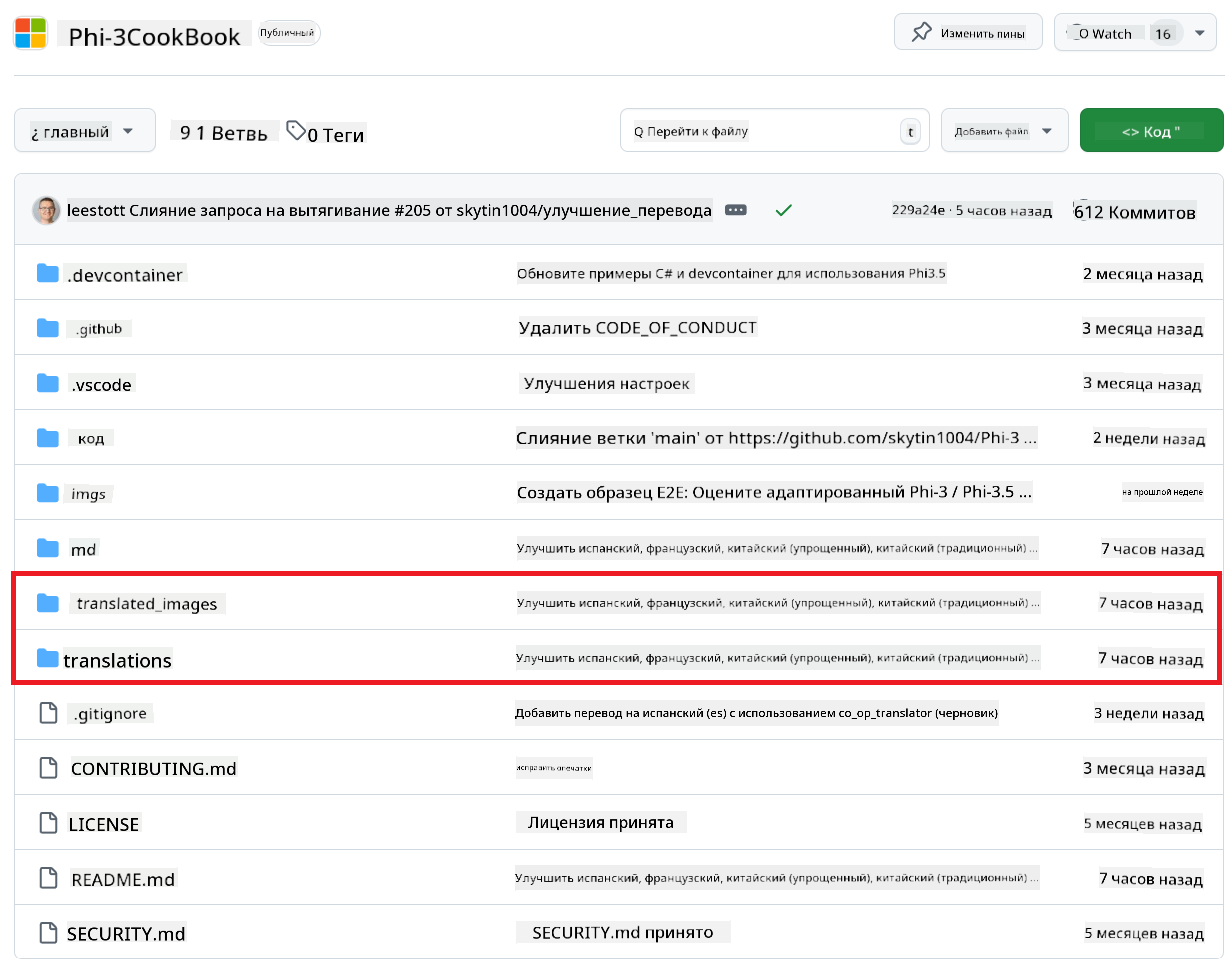 Phi-3CookBook Публичный Изменить пины O Watch 16
¿ главный 9 1 Ветвь 0 Теги Q Перейти к файлу t Добавить файл <> Код "
leestott Слияние запроса на вытягивание #205 от skytin1004/улучшение_перевода 229a24e · 5 часов назад 612 Коммитов
.devcontainer Обновите примеры C# и devcontainer для использования Phi3.5 2 месяца назад
.github Удалить CODE_OF_CONDUCT 3 месяца назад
.vscode Улучшения настроек 3 месяца назад
код Слияние ветки 'main' от https://github.com/skytin1004/Phi-3 ... 2 недели назад
imgs Создать образец E2E: Оцените адаптированный Phi-3 / Phi-3.5 ... на прошлой неделе
md Улучшить испанский, французский, китайский (упрощенный), китайский (традиционный) ... 7 часов назад
translated_images Улучшить испанский, французский, китайский (упрощенный), китайский (традиционный) ... 7 часов назад
translations Улучшить испанский, французский, китайский (упрощенный), китайский (традиционный) ... 7 часов назад
.gitignore Добавить перевод на испанский (es) с использованием co_op_translator (черновик) 3 недели назад
CONTRIBUTING.md исправить опечатки 3 месяца назад
LICENSE Лицензия принята 5 месяцев назад
README.md Улучшить испанский, французский, китайский (упрощенный), китайский (традиционный) ... 7 часов назад
SECURITY.md SECURITY.md принято 5 месяцев назад